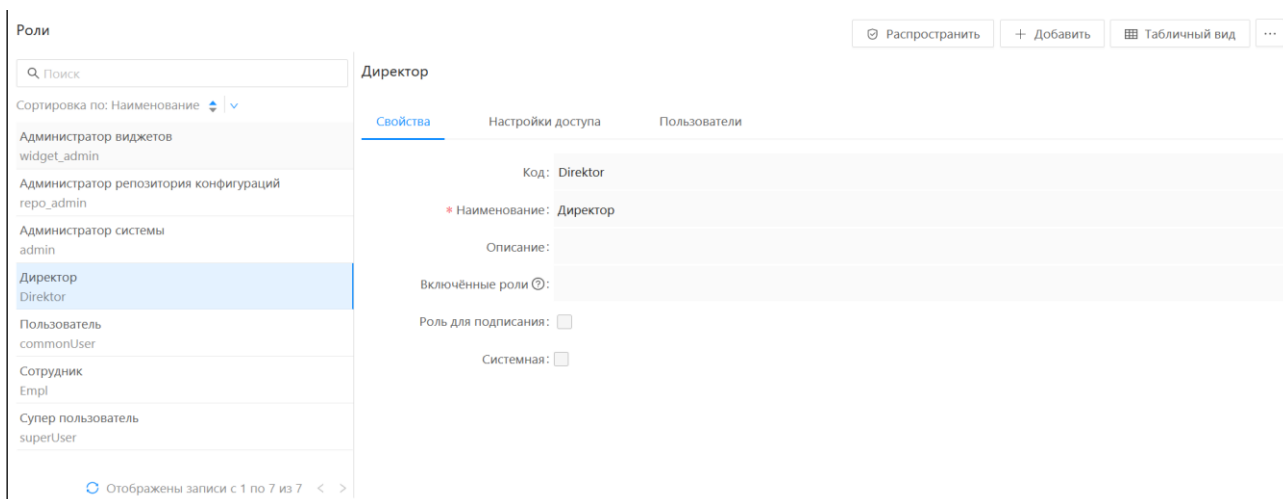 Роли
Распространить
Добавить
Табличный вид
Поиск
Сортировка по: Наименование
Администратор виджетов
widget_admin
Администратор репозитория конфигураций
repo_admin
Администратор системы
admin
Директор
Direktor
Пользователь
commonUser
Сотрудник
Empl
Супер пользователь
superUser
Отображены записи с 1 по 7 из 7
Директор
Свойства
Настройки доступа
Пользователи
Код: Direktor
* Наименование: Директор
Описание:
Включённые роли ?:
Роль для подписания:
Системная: